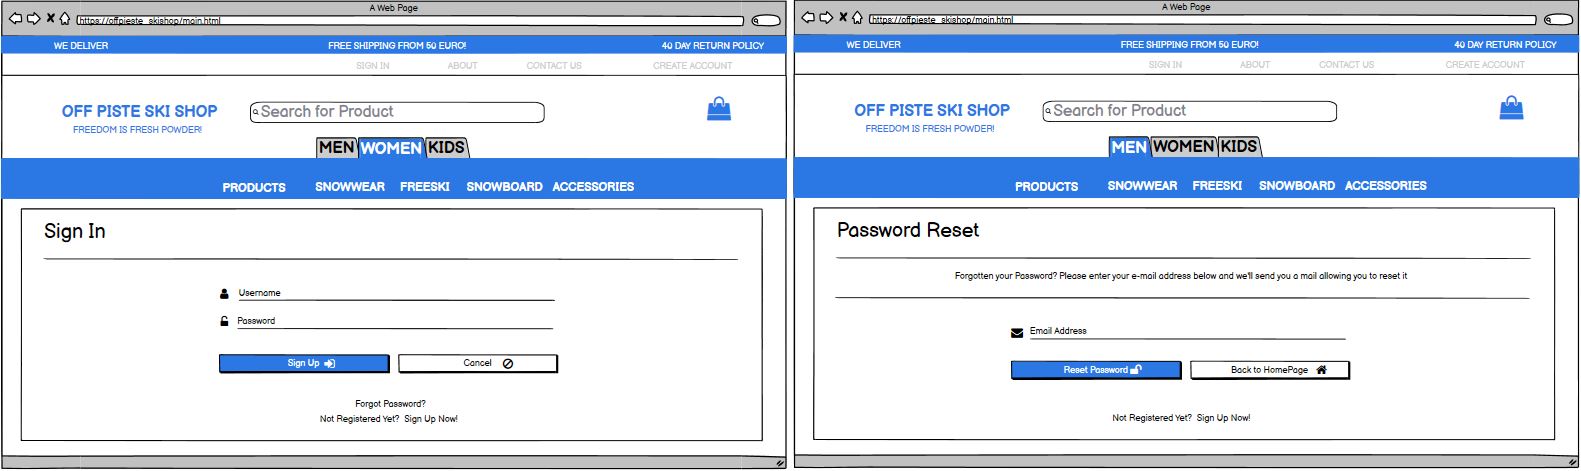 A Web Page
https://offpieste_skishop/main.html
WE DELIVER FREE SHIPPING FROM 50 EURO! 40 DAY RETURN POLICY
SIGN IN ABOUT CONTACT US CREATE ACCOUNT
OFF PISTE SKI SHOP Search for Product
FREEDOM IS FRESH POWDER!
MEN WOMEN KIDS
PRODUCTS SNOWWEAR FREESKI SNOWBOARD ACCESSORIES
Sign In
Username
Password
Sign Up Cancel
Forgot Password?
Not Registered Yet? Sign Up Now!
A Web Page
https://offpieste_skishop/main.html
WE DELIVER FREE SHIPPING FROM 50 EURO! 40 DAY RETURN POLICY
SIGN IN ABOUT CONTACT US CREATE ACCOUNT
OFF PISTE SKI SHOP Search for Product
FREEDOM IS FRESH POWDER!
MEN WOMEN KIDS
PRODUCTS SNOWWEAR FREESKI SNOWBOARD ACCESSORIES
Password Reset
Forgotten your Password? Please enter your e-mail address below and we'll send you a mail allowing you to reset it
Email Address
Reset Password Back to HomePage
Not Registered Yet? Sign Up Now!